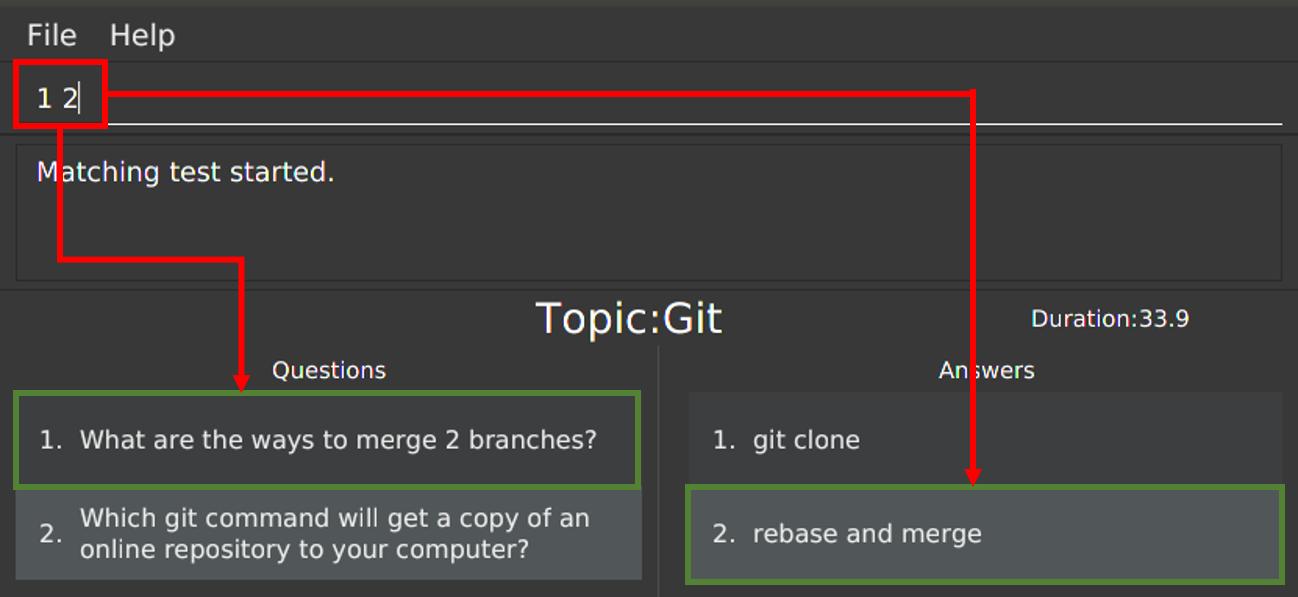 File Help
1 2
Matching test started.
Topic:Git
Duration:33.9
Questions
Answers
1. What are the ways to merge 2 branches?
1. git clone
2. Which git command will get a copy of an
online repository to your computer?
2. rebase and merge